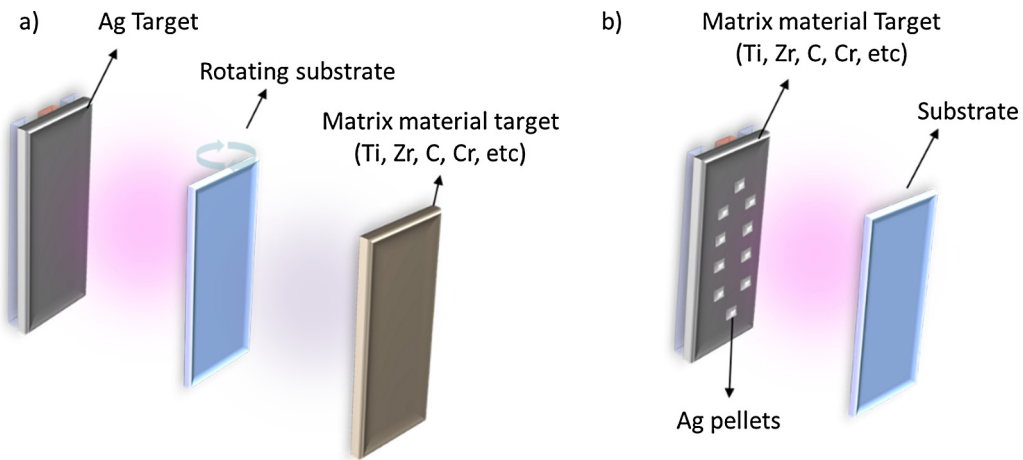 a)
Ag Target
Rotating substrate
Matrix material target
(Ti, Zr, C, Cr, etc)
b)
Matrix material Target
(Ti, Zr, C, Cr, etc)
Substrate
Ag pellets